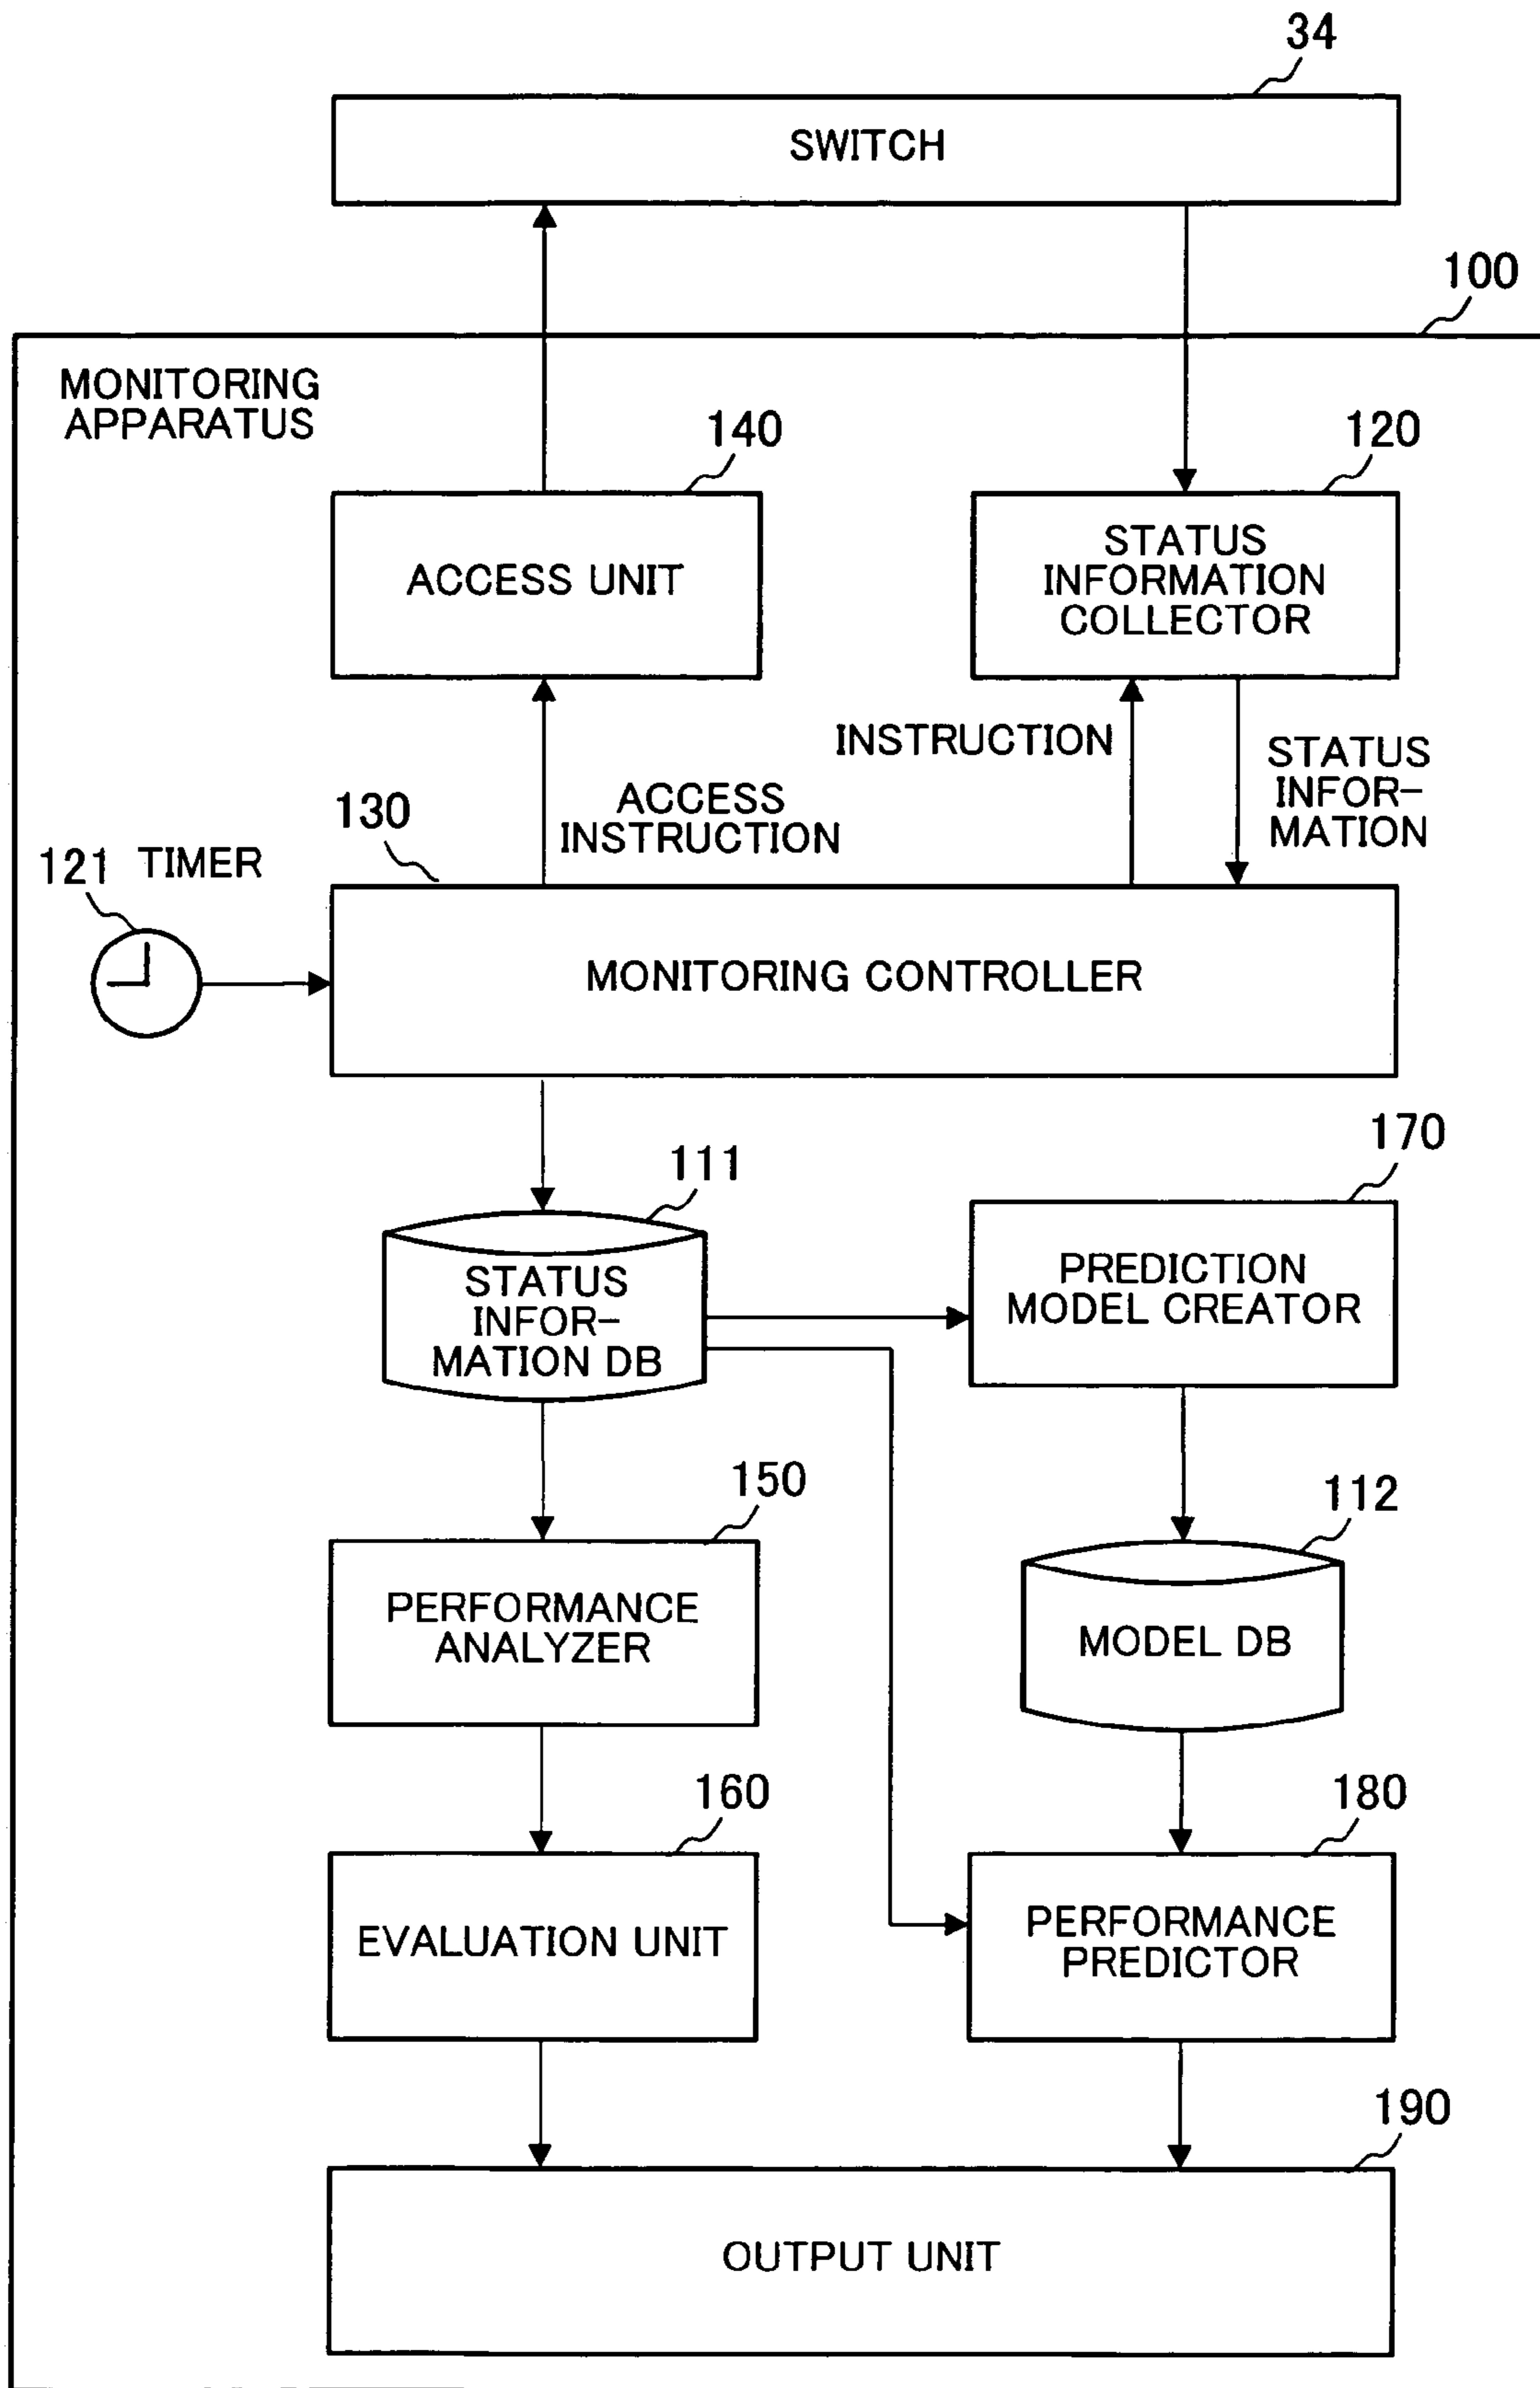 34
SWITCH
100
MONITORING
APPARATUS
140
120
ACCESS UNIT
STATUS
INFORMATION
COLLECTOR
INSTRUCTION
STATUS
INFOR-
MATION
ACCESS
INSTRUCTION
130
121 TIMER
MONITORING CONTROLLER
111
170
STATUS
INFOR-
MATION DB
PREDICTION
MODEL CREATOR
150
112
PERFORMANCE
ANALYZER
MODEL DB
160
180
EVALUATION UNIT
PERFORMANCE
PREDICTOR
190
OUTPUT UNIT